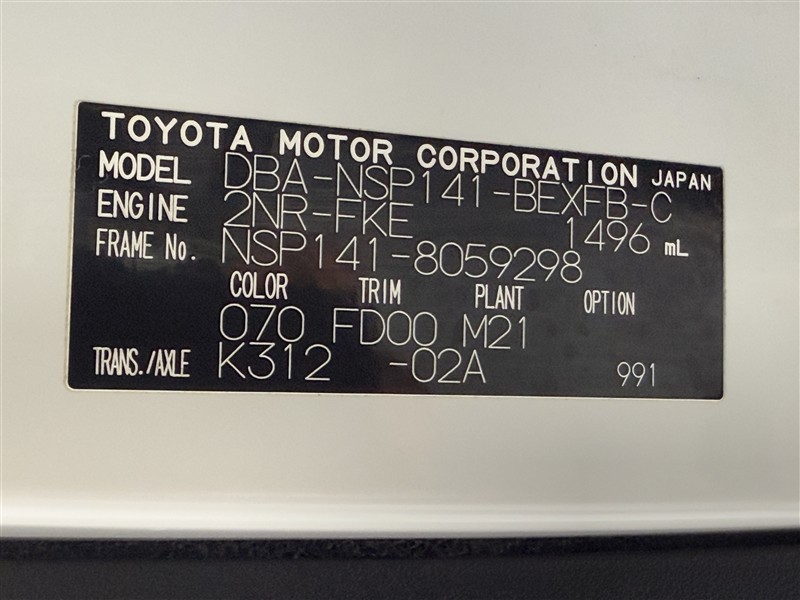 TOYOTA MOTOR CORPORATION JAPAN
MODEL DBA-NSP141-BEXFB-C
ENGINE 2NR-FKE 1496 mL
FRAME No. NSP141-8059298
COLOR TRIM PLANT OPTION
070 FD00 M21
TRANS./AXLE K312 -02A 991